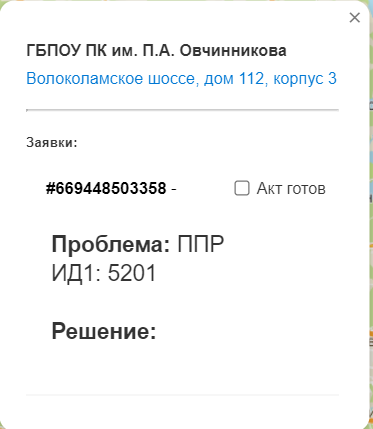 ГБПОУ ПК им. П.А. Овчинникова
Волоколамское шоссе, дом 112, корпус 3
Заявки:
#669448503358 - Акт готов
Проблема: ППР
ИД1: 5201
Решение: